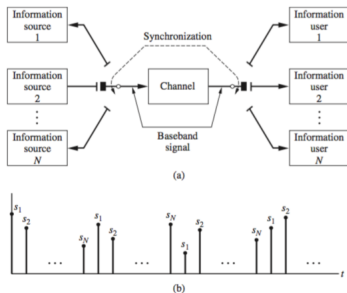 Information source 1
Synchronization
Information user 1
Information source 2
Channel
Information user 2
Baseband signal
Information source N
Information user N
(a)
s1 s2 ... sN s1 s2 ... sN s1 s2 ... sN s1 s2 ... t
(b)